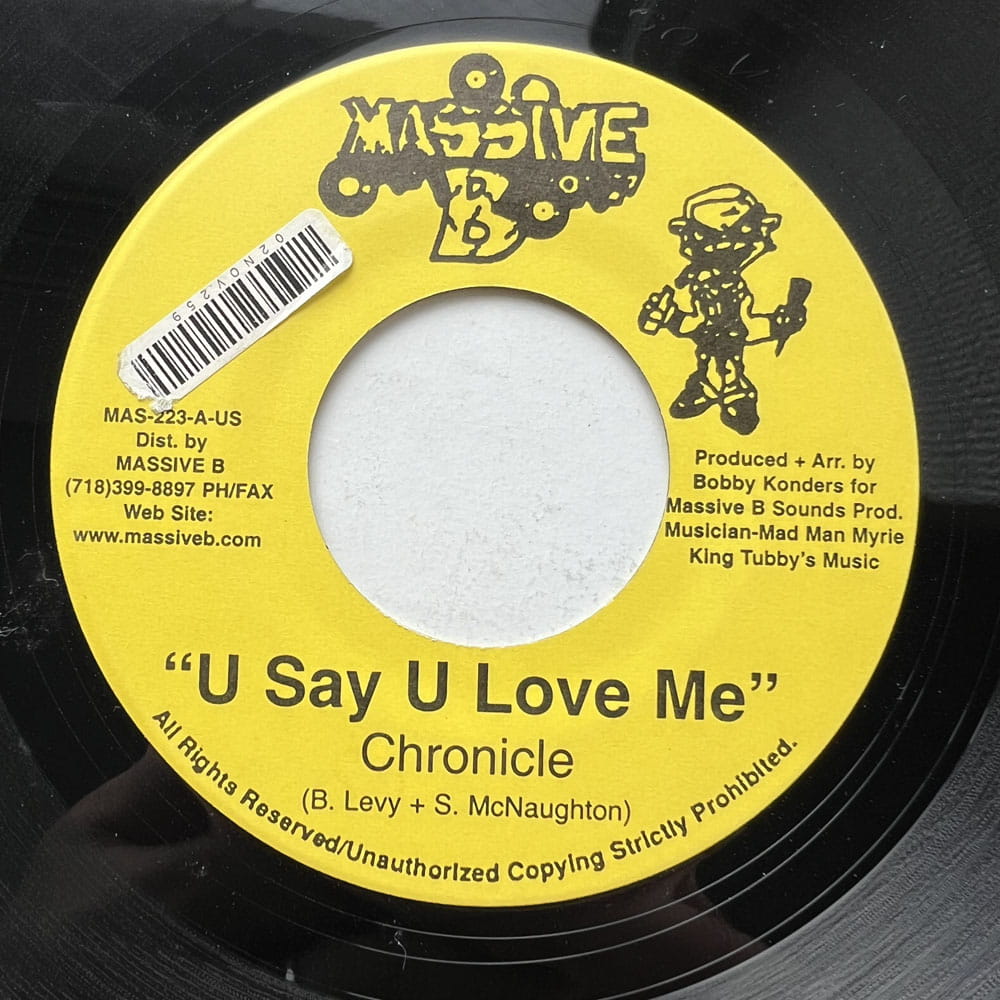 MASSIVE
B
02NOV259
MAS-223-A-US
Dist. by
MASSIVE B
(718)399-8897 PH/FAX
Web Site:
www.massiveb.com
Produced + Arr. by
Bobby Konders for
Massive B Sounds Prod.
Musician-Mad Man Myrie
King Tubby's Music
“U Say U Love Me”
Chronicle
(B. Levy + S. McNaughton)
All Rights Reserved/Unauthorized Copying Strictly Prohibited.